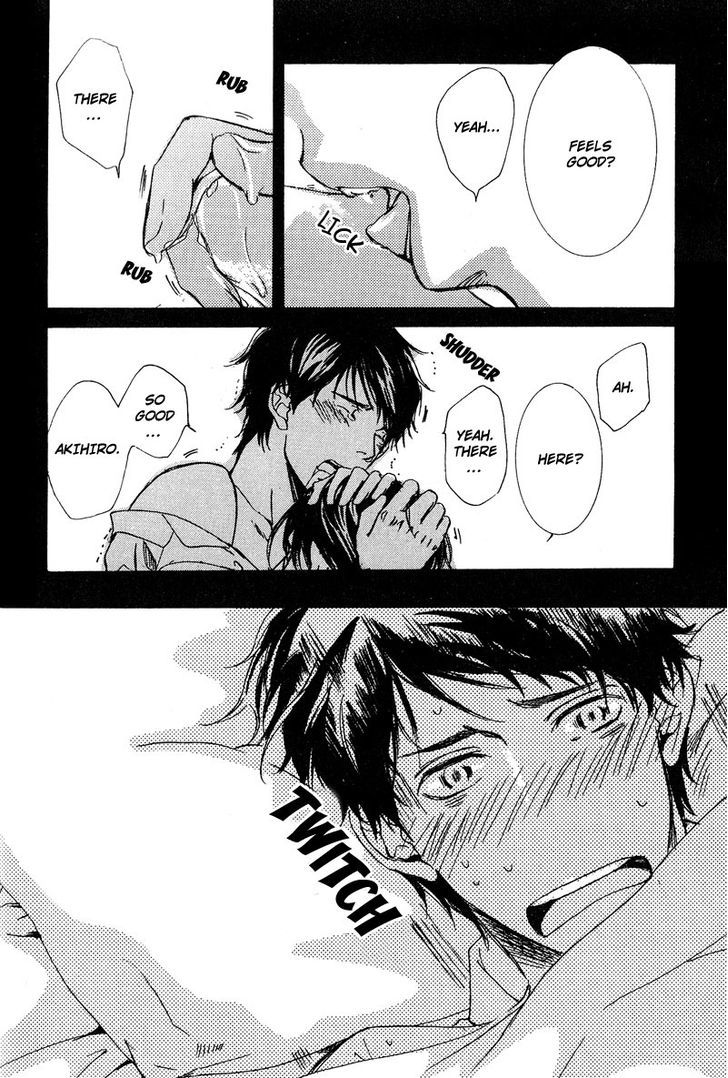 FEELS
GOOD?
YEAH...
LICK
RUB
THERE
...
RUB
AH.
HERE?
SHUDDER
YEAH.
THERE
...
SO
GOOD
...
AKIHIRO.
TWITCH